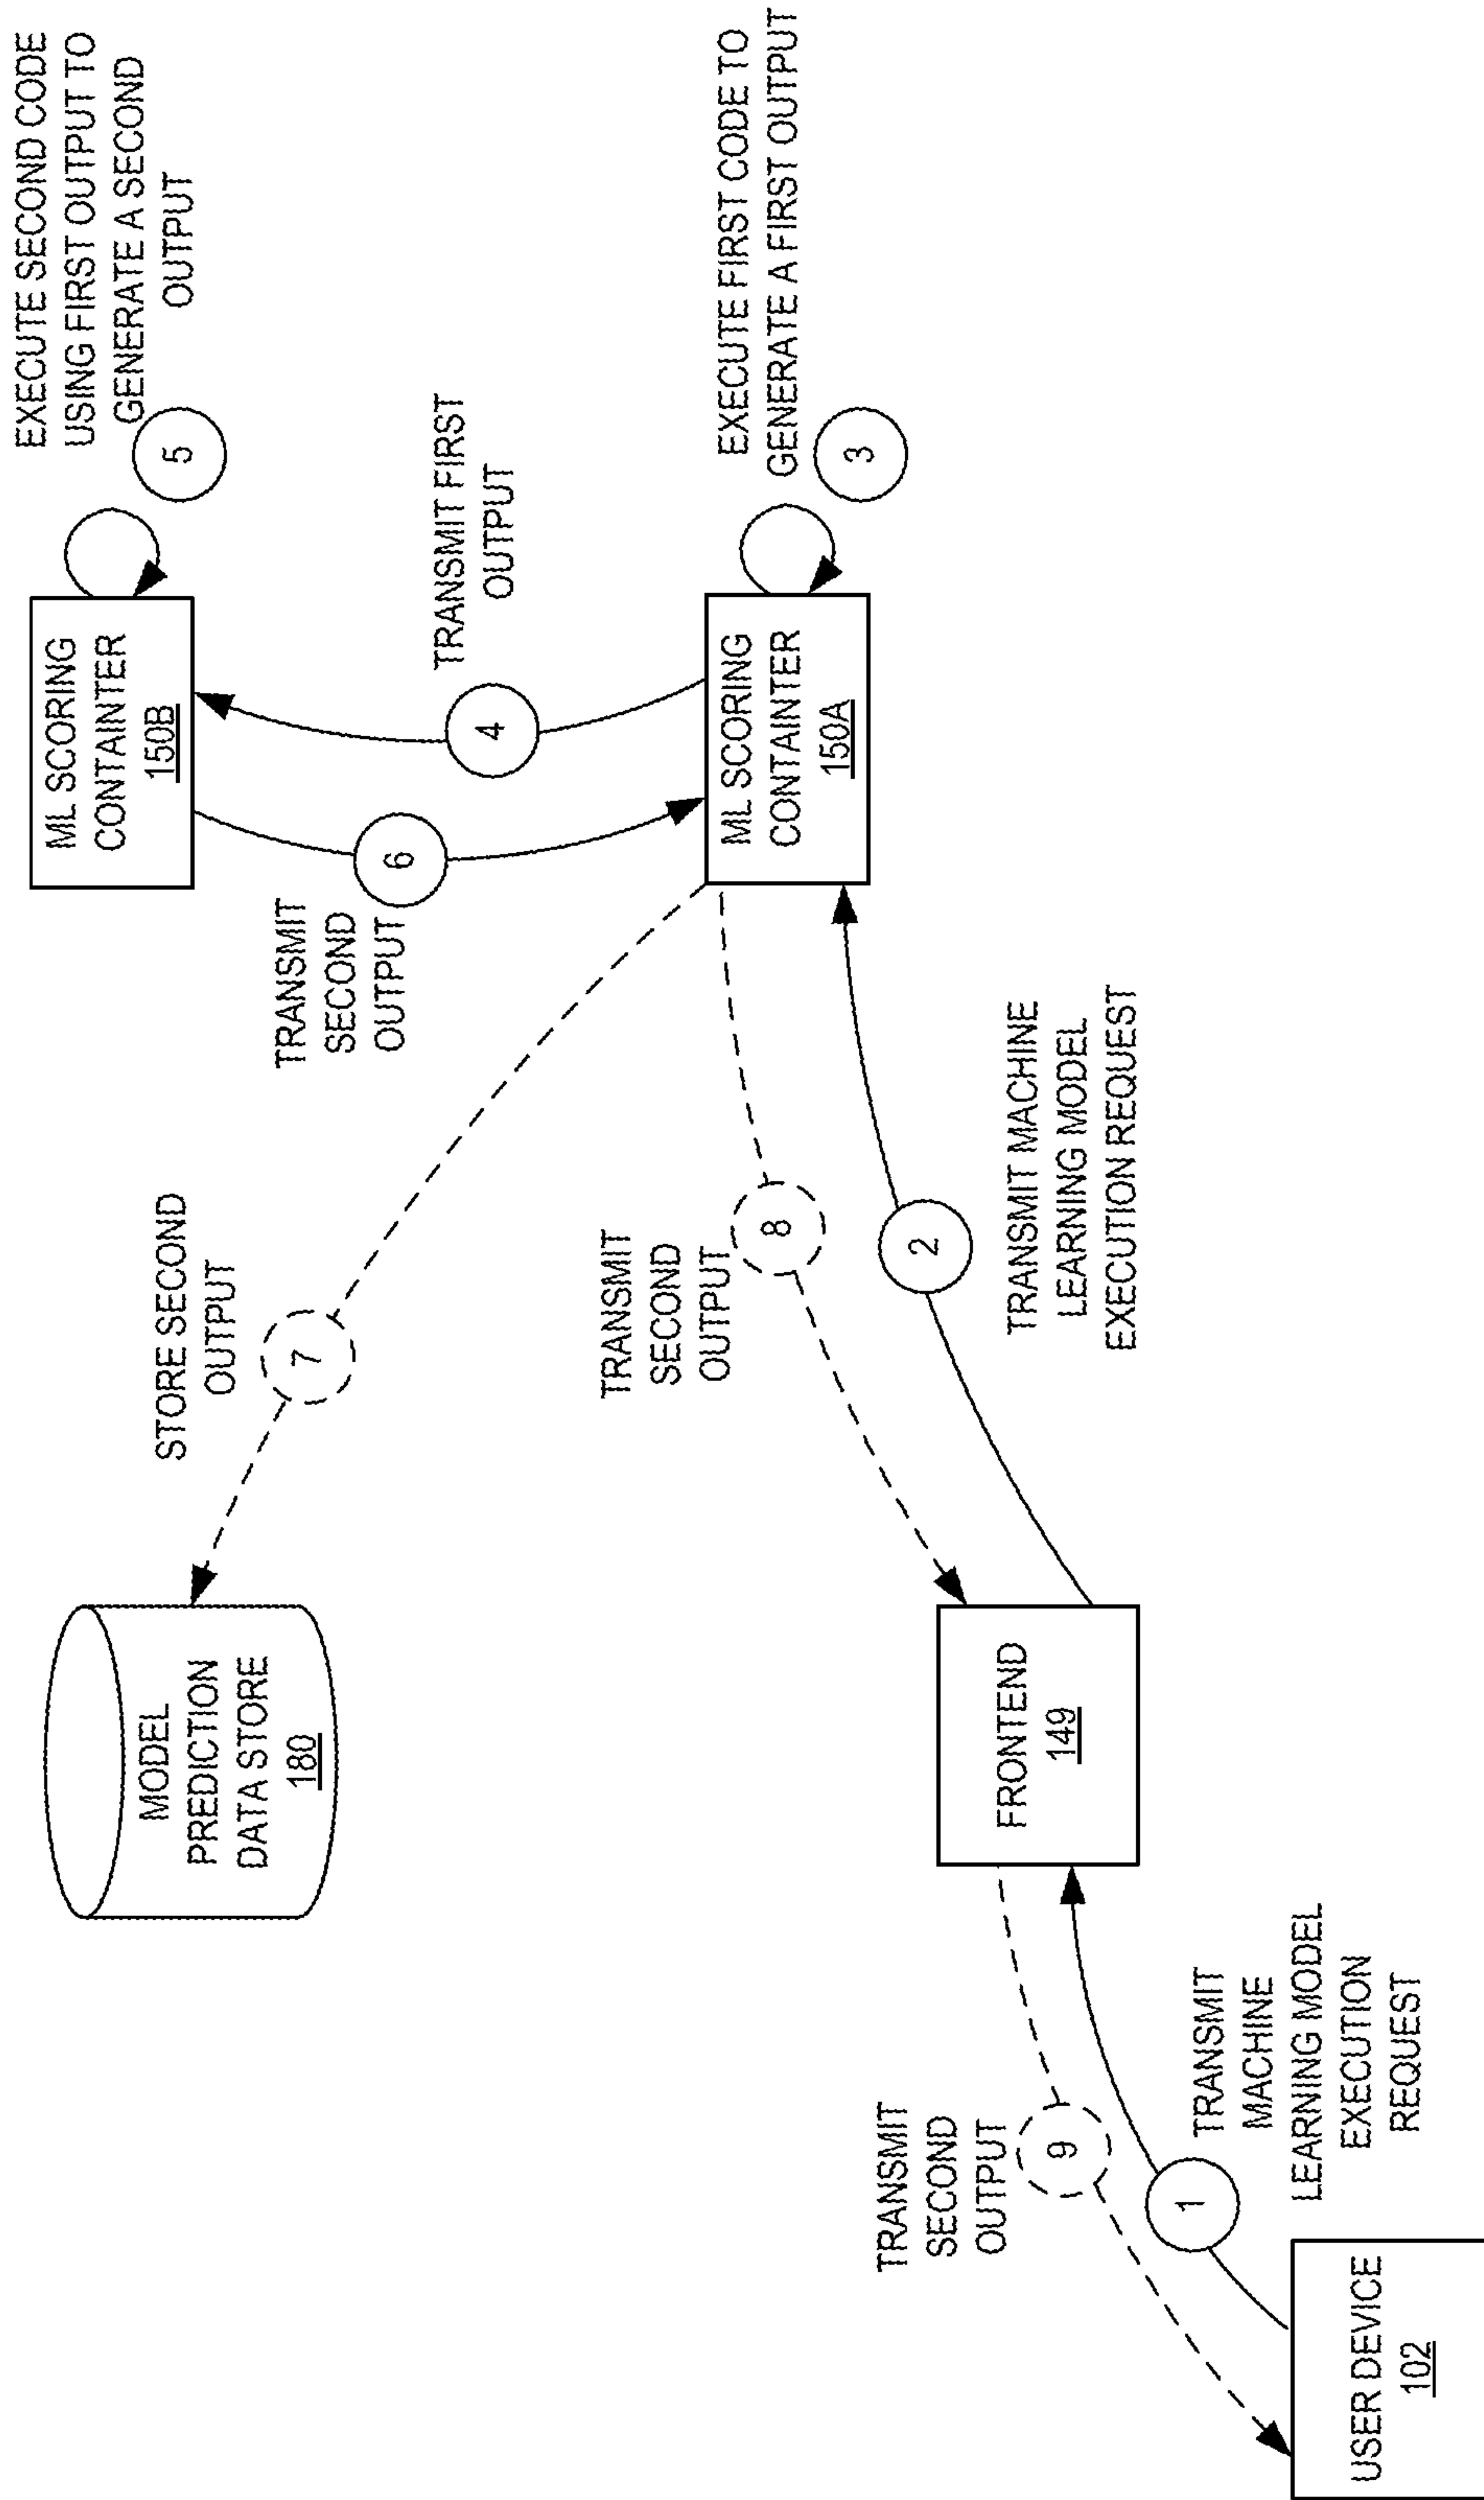 EXECUTE SECOND CODE
USING FIRST OUTPUT TO
GENERATE A SECOND
OUTPUT
5
ML SCORING
CONTAINTER
150B
TRANSMIT FIRST
OUTPUT
4
6
TRANSMIT
SECOND
OUTPUT
EXECUTE FIRST CODE TO
GENERATE A FIRST OUTPUT
3
ML SCORING
CONTAINTER
150A
STORE SECOND
OUTPUT
7
MODEL
PREDICTION
DATA STORE
180
TRANSMIT
SECOND
OUTPUT
8
2
TRANSMIT MACHINE
LEARNING MODEL
EXECUTION REQUEST
FRONTEND
149
TRANSMIT
SECOND
OUTPUT
9
1
TRANSMIT
MACHINE
LEARNING MODEL
EXECUTION
REQUEST
USER DEVICE
102